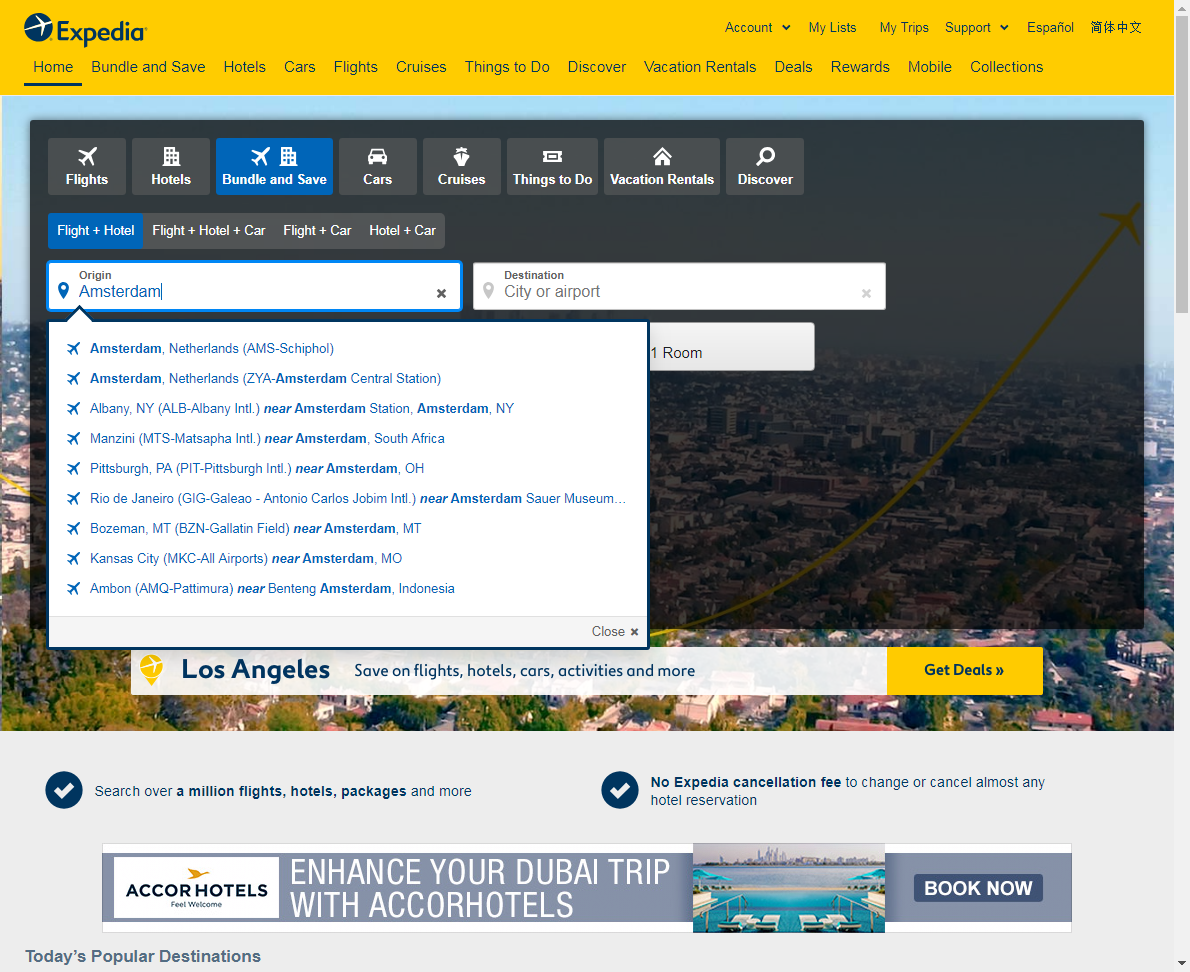 Expedia
Account My Lists My Trips Support Español 简体中文
Home Bundle and Save Hotels Cars Flights Cruises Things to Do Discover Vacation Rentals Deals Rewards Mobile Collections
Flights Hotels Bundle and Save Cars Cruises Things to Do Vacation Rentals Discover
Flight + Hotel Flight + Hotel + Car Flight + Car Hotel + Car
Origin Destination
Amsterdam City or airport
1 Room
Amsterdam, Netherlands (AMS-Schiphol)
Amsterdam, Netherlands (ZYA-Amsterdam Central Station)
Albany, NY (ALB-Albany Intl.) near Amsterdam Station, Amsterdam, NY
Manzini (MTS-Matsapha Intl.) near Amsterdam, South Africa
Pittsburgh, PA (PIT-Pittsburgh Intl.) near Amsterdam, OH
Rio de Janeiro (GIG-Galeao - Antonio Carlos Jobim Intl.) near Amsterdam Sauer Museum...
Bozeman, MT (BZN-Gallatin Field) near Amsterdam, MT
Kansas City (MKC-All Airports) near Amsterdam, MO
Ambon (AMQ-Pattimura) near Benteng Amsterdam, Indonesia
Close
Los Angeles Save on flights, hotels, cars, activities and more Get Deals »
Search over a million flights, hotels, packages and more
No Expedia cancellation fee to change or cancel almost any
hotel reservation
ACCORHOTELS
Feel Welcome
ENHANCE YOUR DUBAI TRIP
WITH ACCORHOTELS
BOOK NOW
Today's Popular Destinations